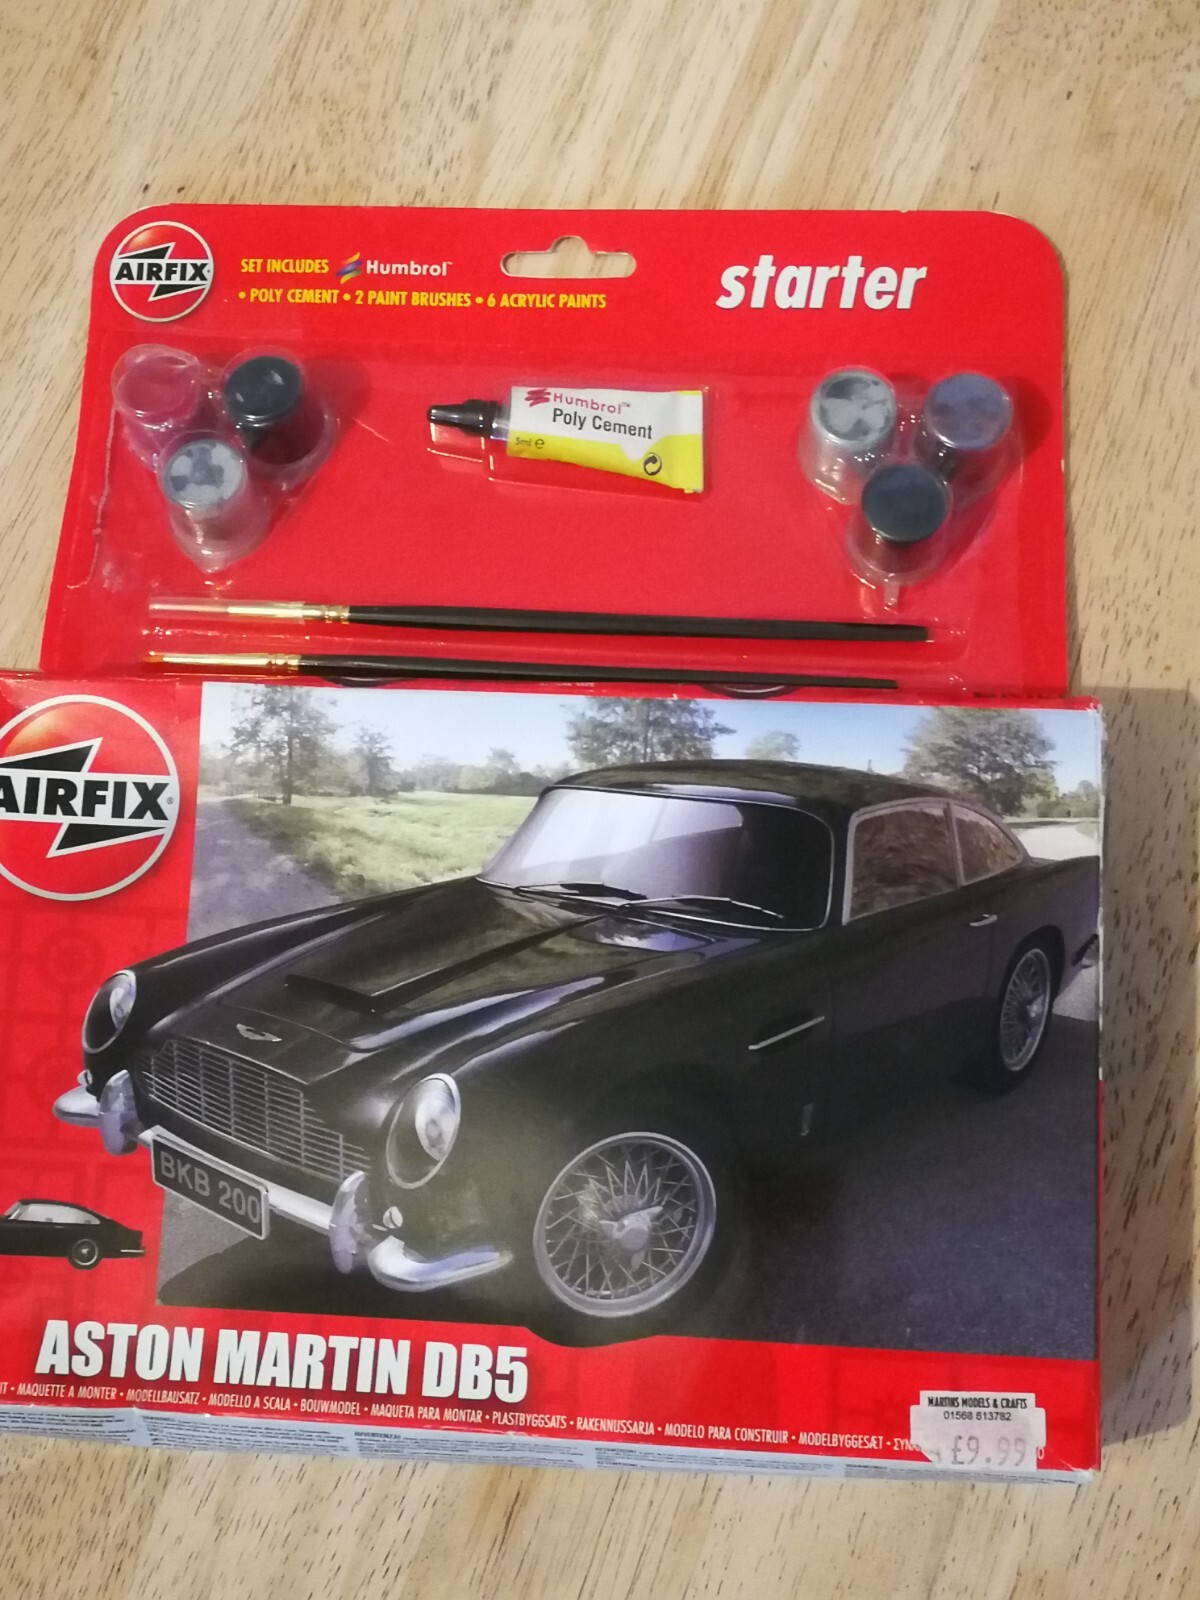 AIRFIX
SET INCLUDES Humbrol™
• POLY CEMENT • 2 PAINT BRUSHES • 6 ACRYLIC PAINTS
starter
Humbrol™
Poly Cement
5ml e
AIRFIX®
BKB 200
ASTON MARTIN DB5
• MAQUETTE A MONTER • MODELLBAUSATZ • MODELLO A SCALA • BOUWMODEL • MAQUETA PARA MONTAR • PLASTBYGGSATS • RAKENNUSSARJA • MODELO PARA CONSTRUIR • MODELBYGGESÆT •
MARTINS MODELS & CRAFTS
01568 613782
£9.99